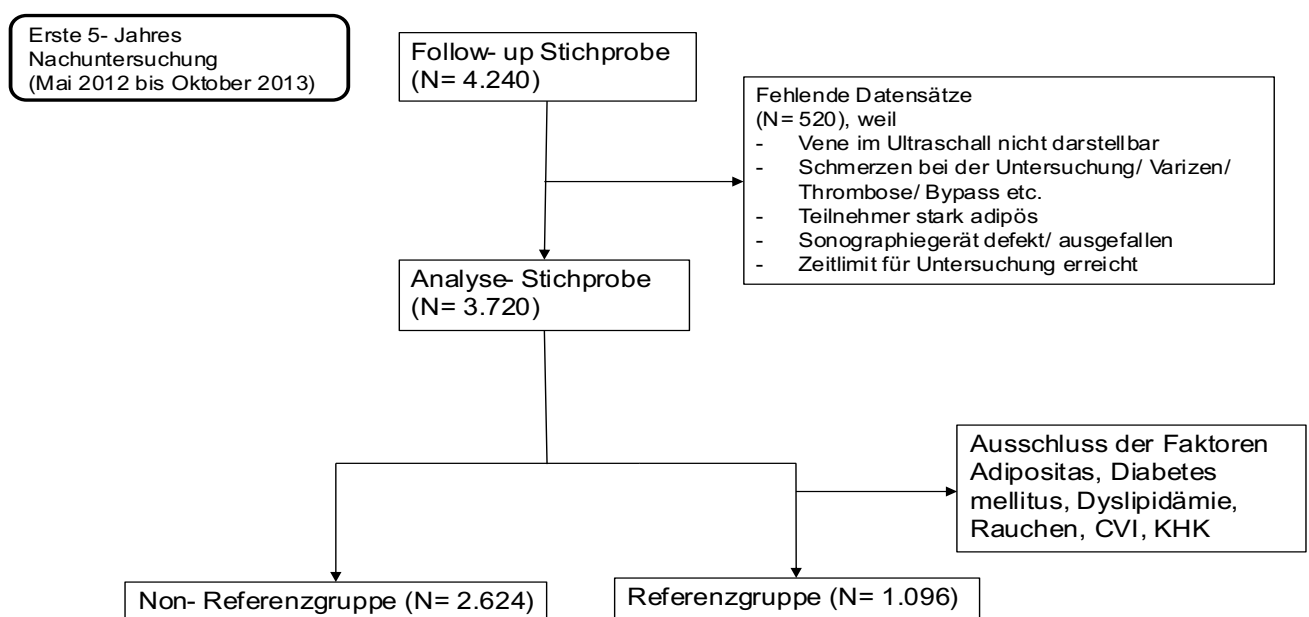 Erste 5- Jahres
Nachuntersuchung
(Mai 2012 bis Oktober 2013)
Follow- up Stichprobe
(N= 4.240)
Fehlende Datensätze
(N= 520), weil
- Vene im Ultraschall nicht darstellbar
- Schmerzen bei der Untersuchung/ Varizen/
Thrombose/ Bypass etc.
- Teilnehmer stark adipös
- Sonographiegerät defekt/ ausgefallen
- Zeitlimit für Untersuchung erreicht
Analyse- Stichprobe
(N= 3.720)
Ausschluss der Faktoren
Adipositas, Diabetes
mellitus, Dyslipidämie,
Rauchen, CVI, KHK
Non- Referenzgruppe (N= 2.624)
Referenzgruppe (N= 1.096)